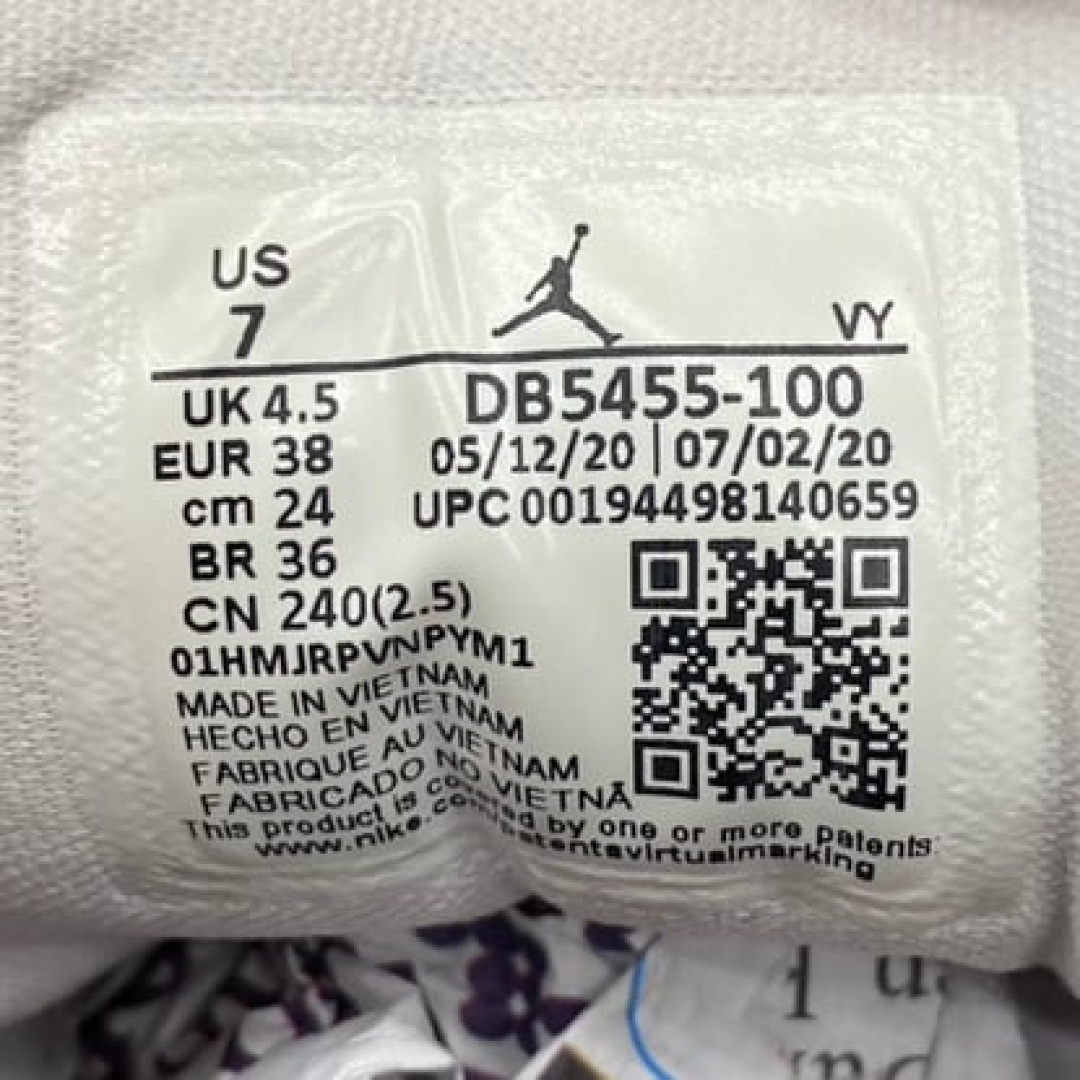 US
7
VY
UK 4.5
EUR 38
cm 24
BR 36
CN 240(2.5)
DB5455-100
05/12/20 | 07/02/20
UPC 00194498140659
01HMJRPVNPYM1
MADE IN VIETNAM
HECHO EN VIETNAM
FABRIQUE AU VIETNAM
FABRICADO NO VIETNÃ
This product is covered by one or more patents:
www.nike.com/patentsvirtualmarking